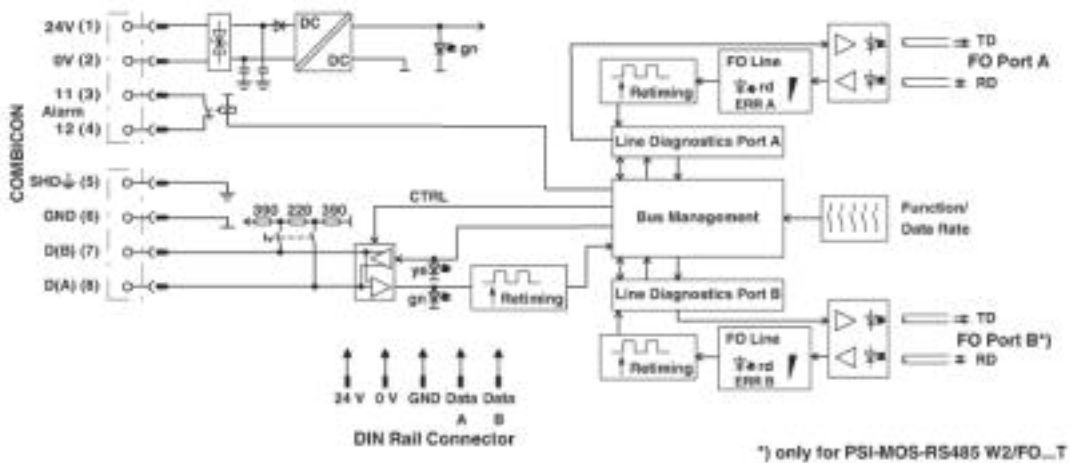 COMBICON
24V (1)
0V (2)
11 (3)
Alarm
12 (4)
SHD (5)
GND (6)
D(B) (7)
D(A) (8)
DC
DC
gn
390 220 390
CTRL
ye
gn
Retiming
Retiming
FO Line
rd
ERR A
TD
FO Port A
RD
Line Diagnostics Port A
Bus Management
Function/
Data Rate
Line Diagnostics Port B
Retiming
FO Line
rd
ERR B
TD
FO Port B*)
RD
24 V 0 V GND Data Data
A B
DIN Rail Connector
*) only for PSI-MOS-RS485 W2/FO...T